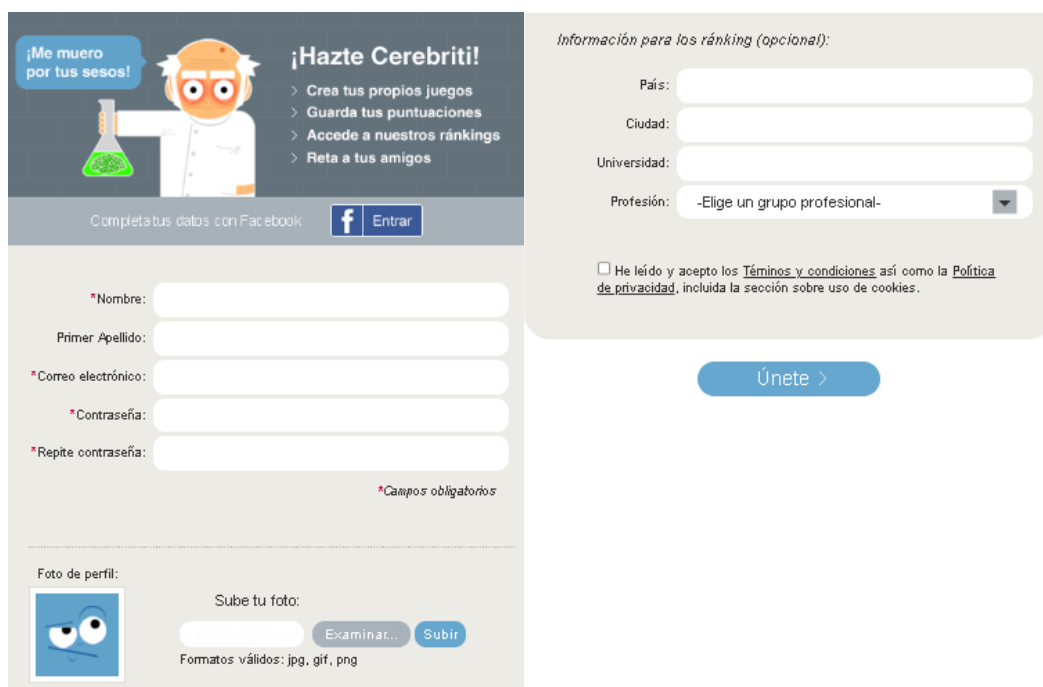 ¡Me muero
por tus sesos!
¡Hazte Cerebriti!
> Crea tus propios juegos
> Guarda tus puntuaciones
> Accede a nuestros ránkings
> Reta a tus amigos
Completa tus datos con Facebook
f Entrar
*Nombre:
Primer Apellido:
*Correo electrónico:
*Contraseña:
*Repite contraseña:
*Campos obligatorios
Foto de perfil:
Sube tu foto:
Examinar...
Subir
Formatos válidos: jpg, gif, png
Información para los ránking (opcional):
País:
Ciudad:
Universidad:
Profesión: -Elige un grupo profesional-
He leído y acepto los Téminos y condiciones así como la Política
de privacidad, incluida la sección sobre uso de cookies.
Únete >